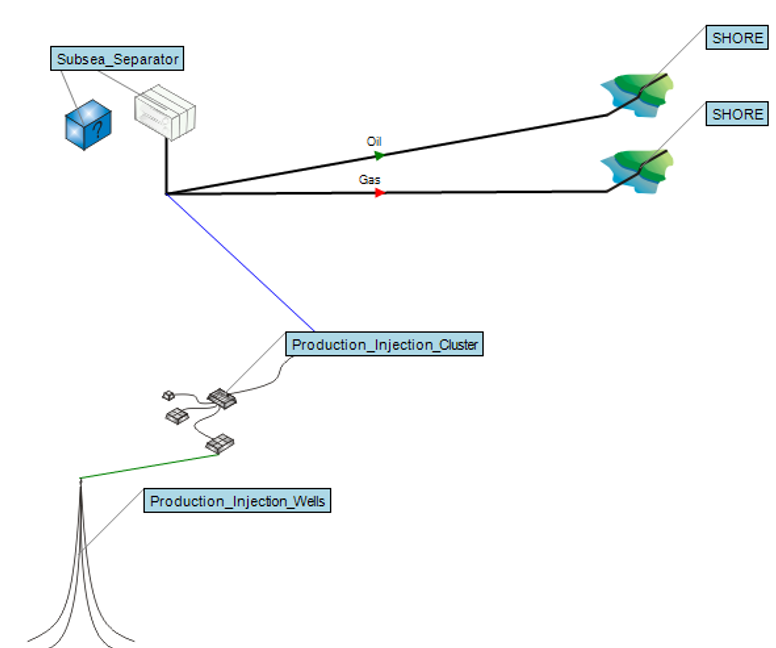 SHORE
Subsea_Separator
SHORE
?
Oil
Gas
Production_Injection_Cluster
Production_Injection_Wells